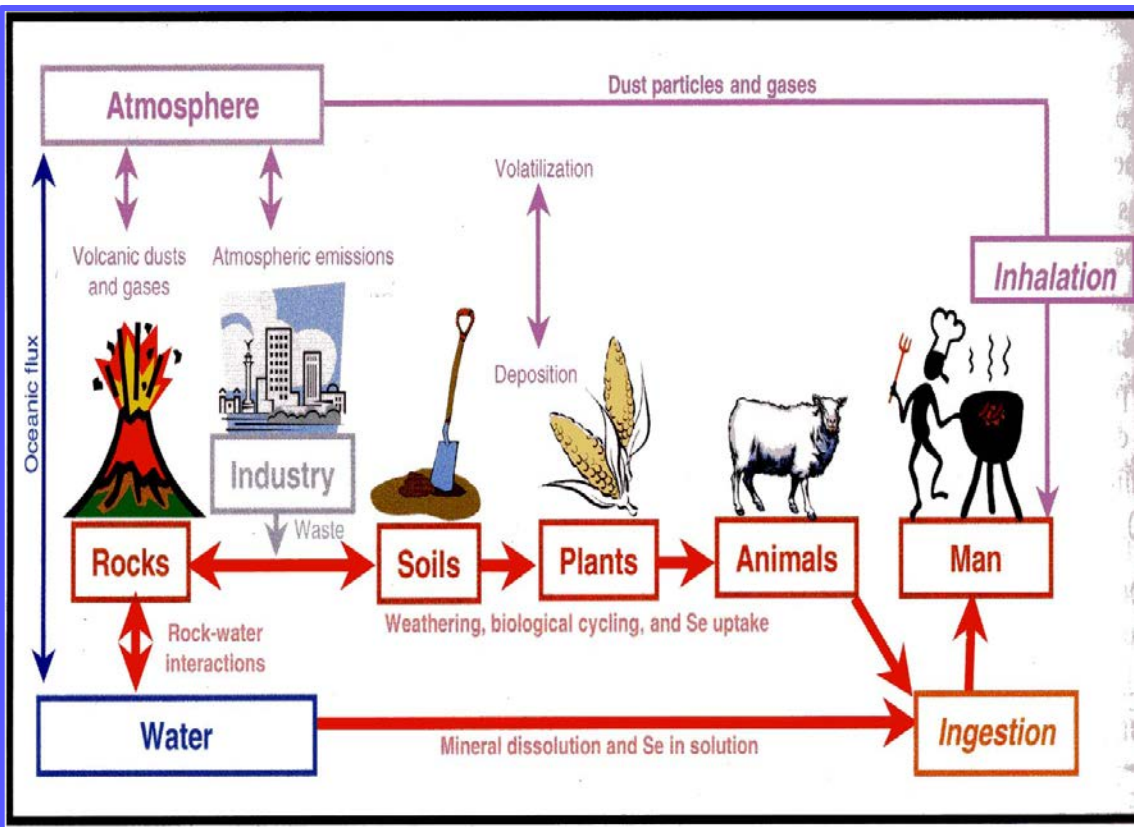 Atmosphere
Dust particles and gases
Volatilization
Volcanic dusts
and gases
Atmospheric emissions
Inhalation
Oceanic flux
Deposition
Industry
Waste
Rocks
Soils
Plants
Animals
Man
Weathering, biological cycling, and Se uptake
Rock-water
interactions
Water
Mineral dissolution and Se in solution
Ingestion